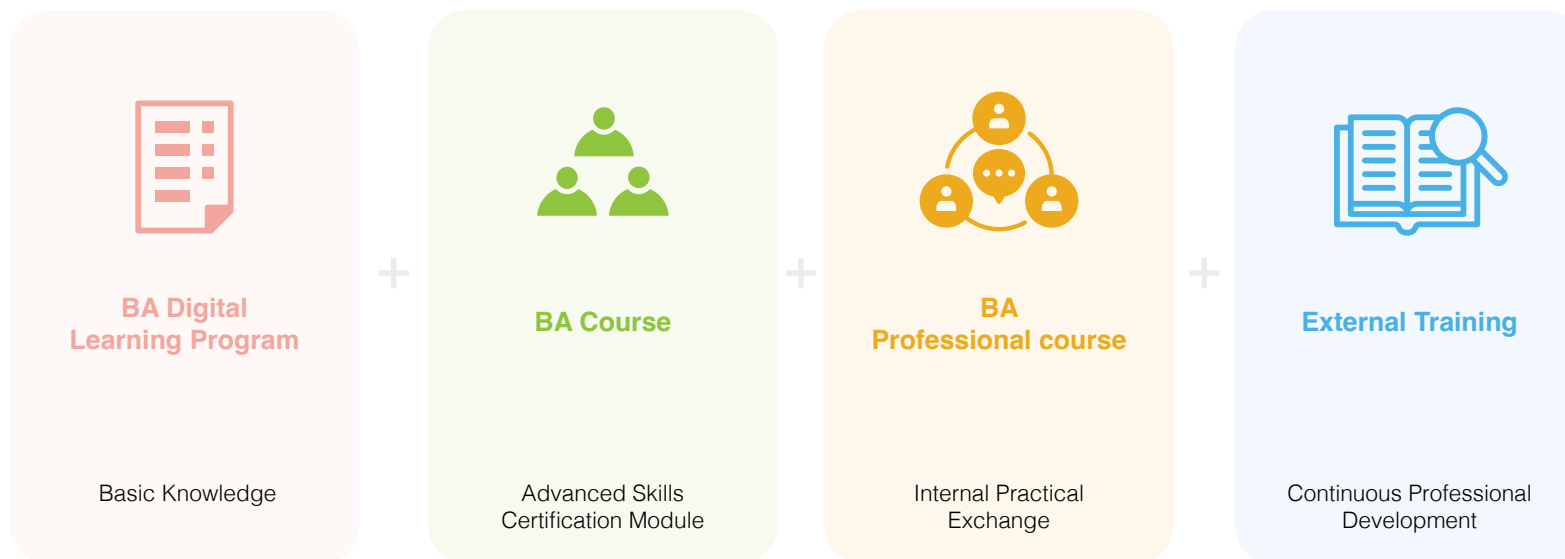 BA Digital
Learning Program
Basic Knowledge
+
BA Course
Advanced Skills
Certification Module
+
BA
Professional course
Internal Practical
Exchange
+
External Training
Continuous Professional
Development